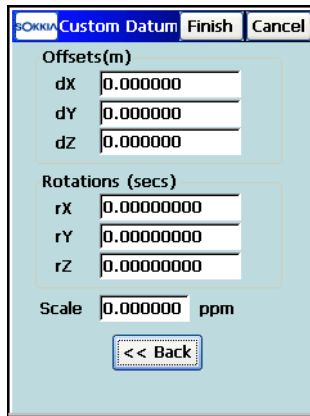 SOKKIA Custom Datum Finish Cancel
Offsets(m)
dX 0.000000
dY 0.000000
dZ 0.000000
Rotations (secs)
rX 0.00000000
rY 0.00000000
rZ 0.00000000
Scale 0.000000 ppm
<< Back